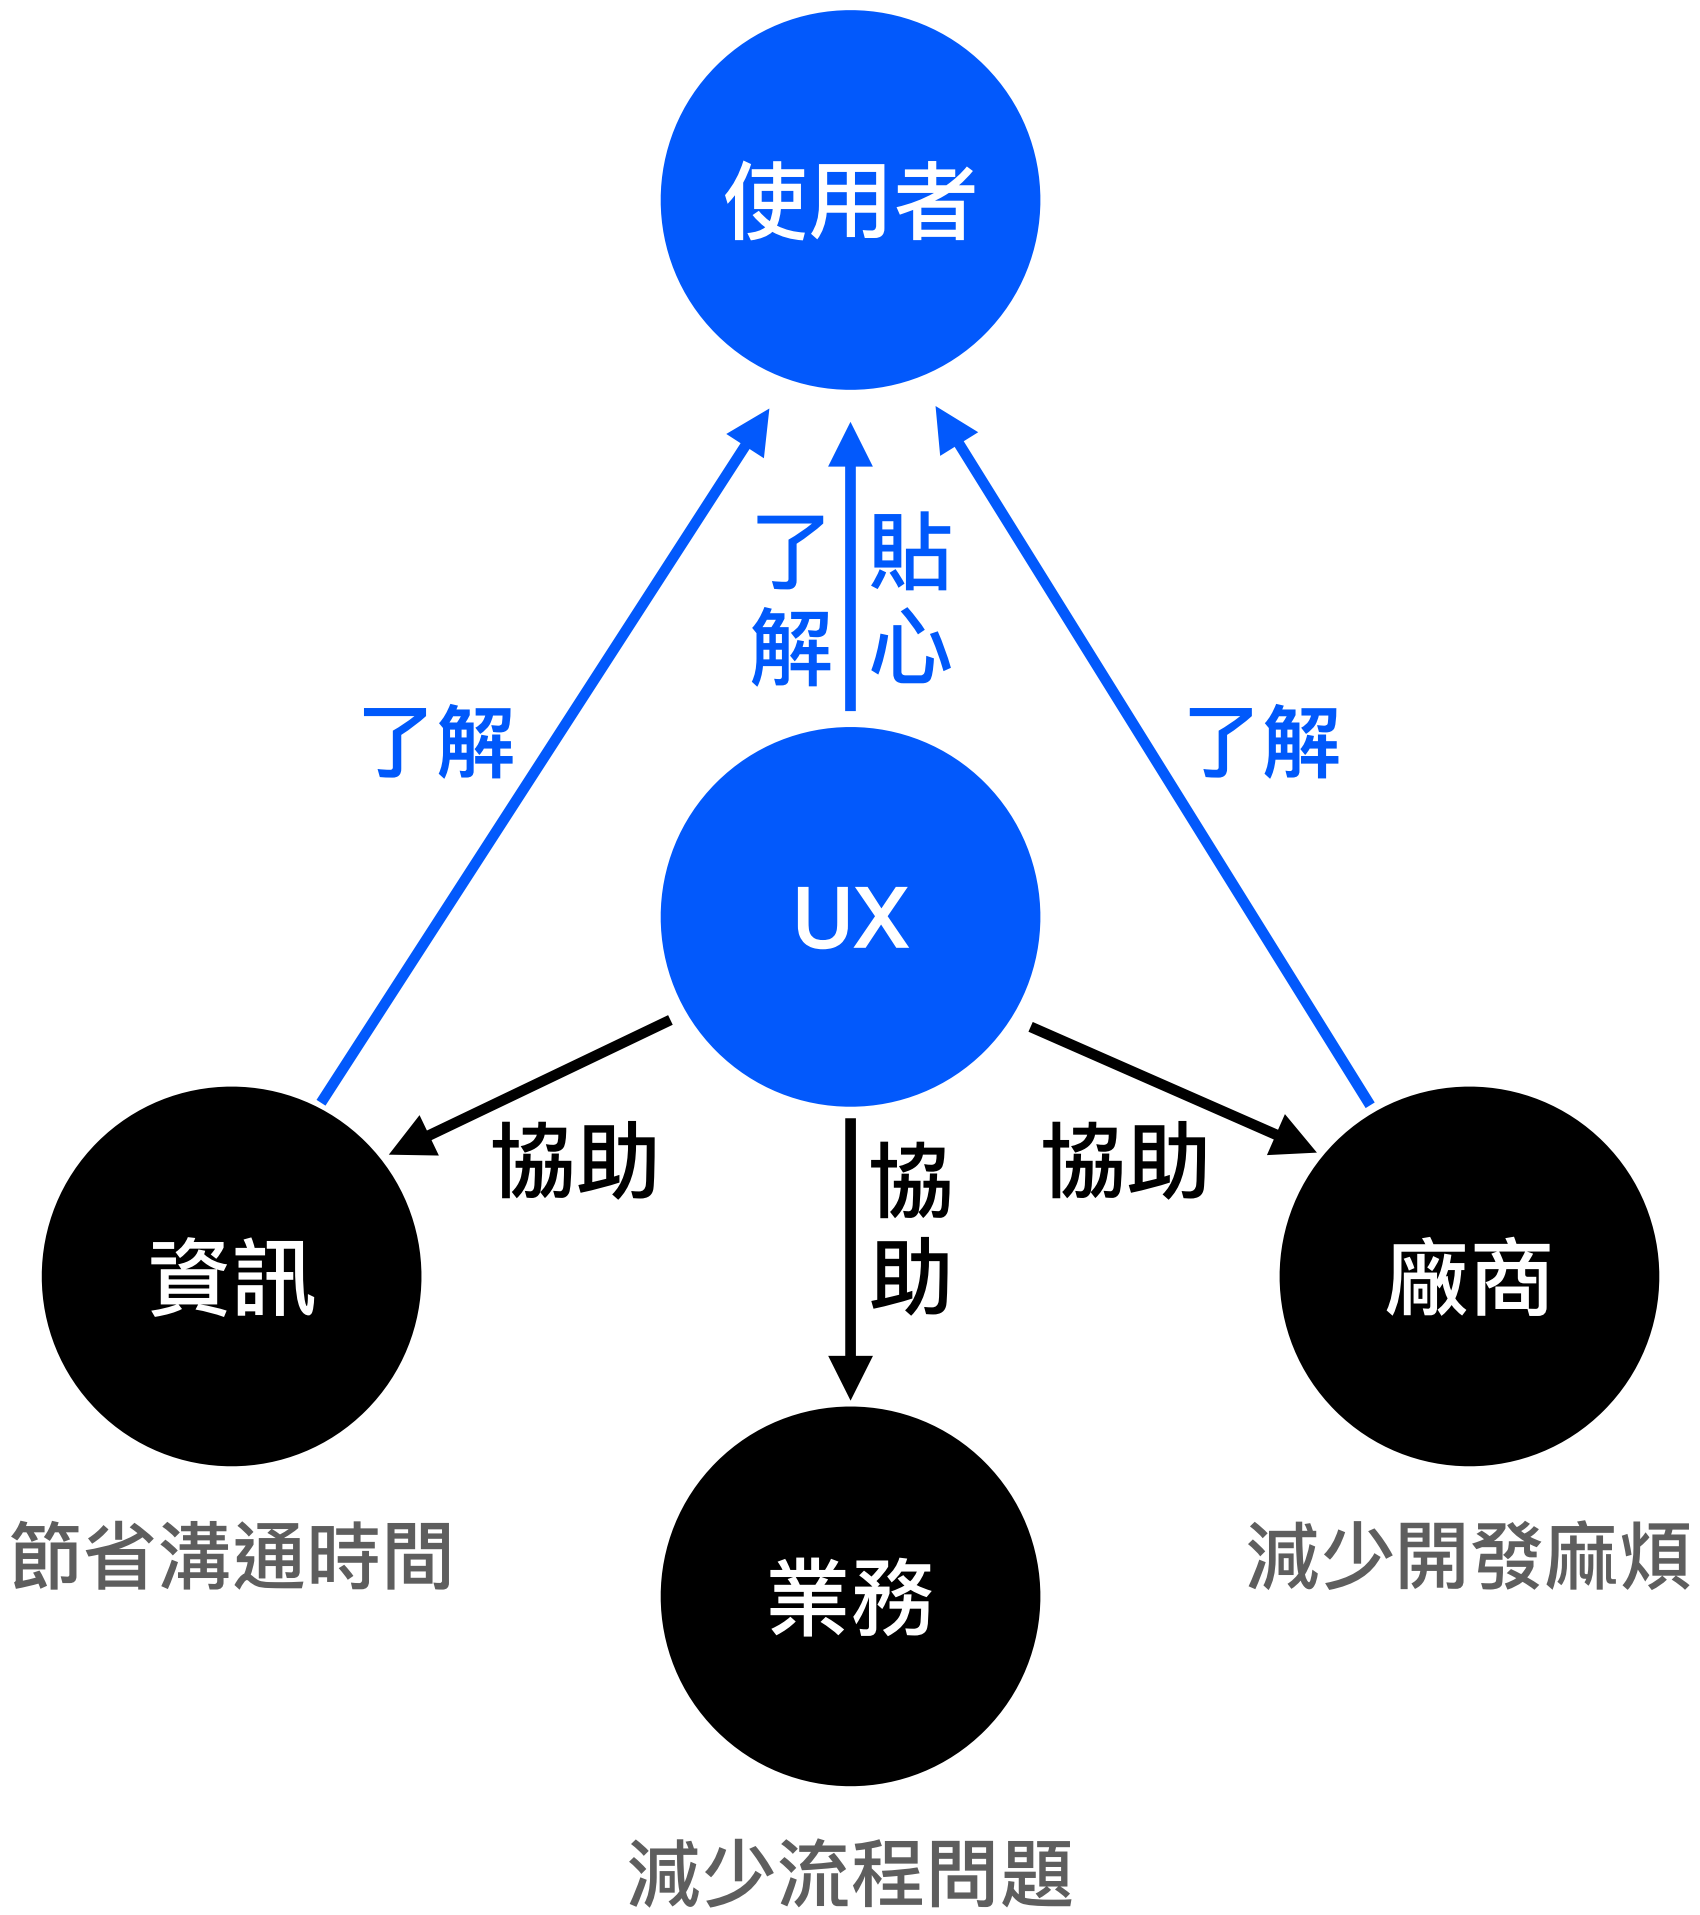 使用者
了解
貼心
了解
了解
UX
協助
協助
協助
資訊
廠商
節省溝通時間
減少開發麻煩
業務
減少流程問題